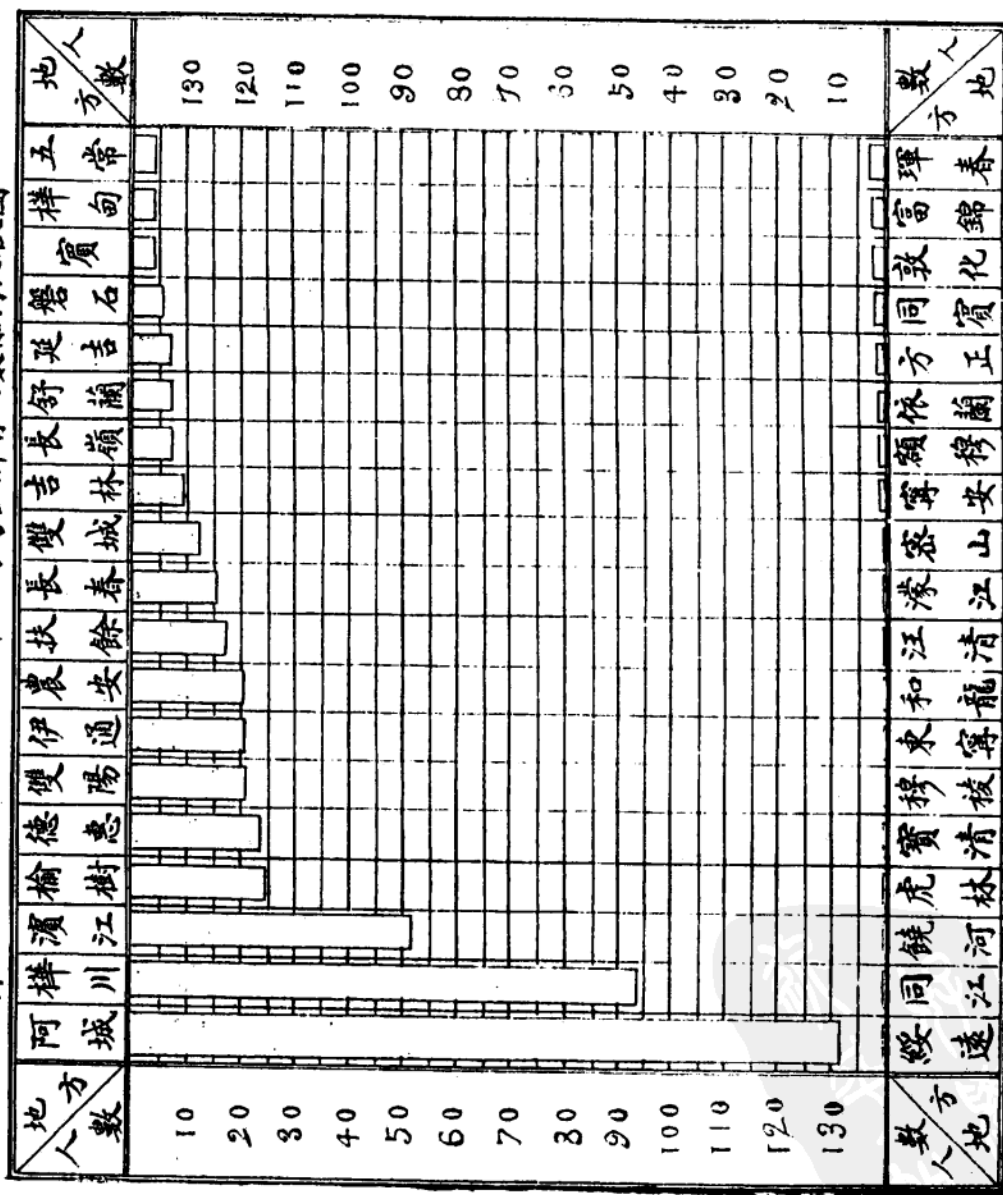 地方 人數
五常
樺甸
賓
磐石
延吉
舒蘭
長嶺
吉林
雙城
長春
扶餘
農安
伊通
雙陽
德惠
榆樹
濱江
樺川
阿城
地方 人數
130
120
110
100
90
80
70
60
50
40
30
20
10
10
20
30
40
50
60
70
80
90
100
110
120
130
地方 人數
琿春
富錦
敦化
同賓
方正
依蘭
額穆
寗安
密山
濛江
汪清
和龍
東寗
穆稜
寶清
虎林
饒河
同江
綏遠
地方 人數